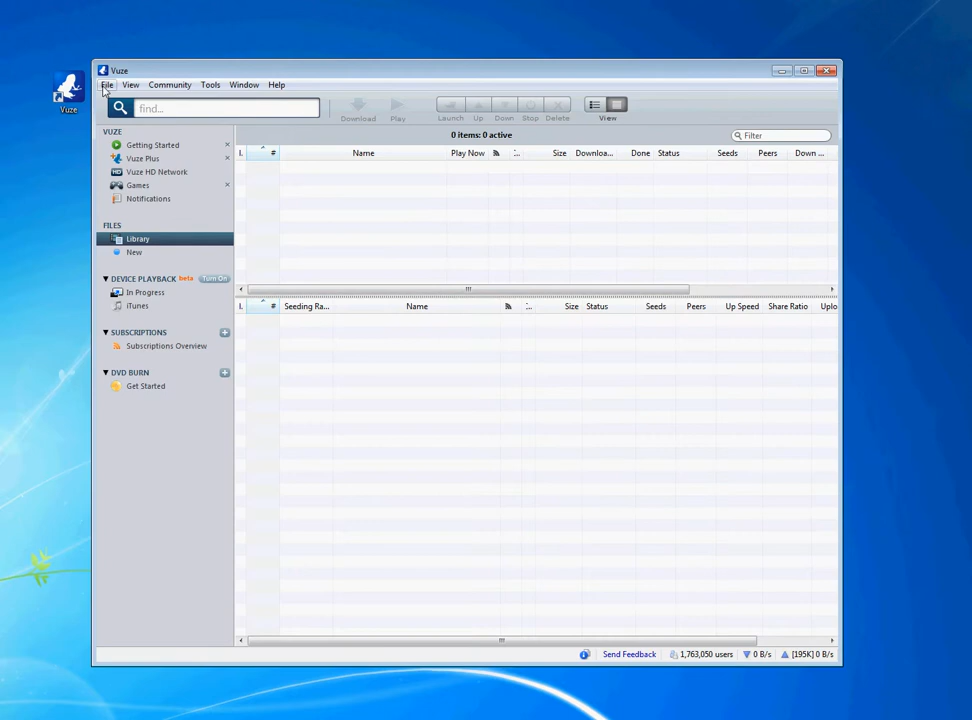 Vuze
Vuze
File View Community Tools Window Help
find...
Download Play Launch Up Down Stop Delete View
VUZE
Getting Started
Vuze Plus
HD Vuze HD Network
Games
Notifications
FILES
Library
New
DEVICE PLAYBACK beta Turn On
In Progress
iTunes
SUBSCRIPTIONS
Subscriptions Overview
DVD BURN
Get Started
0 items: 0 active
Filter
I. # Name Play Now :.. Size Downloa... Done Status Seeds Peers Down ...
I. # Seeding Ra... Name :.. Size Status Seeds Peers Up Speed Share Ratio Uplo
Send Feedback 1,763,050 users 0 B/s [195K] 0 B/s